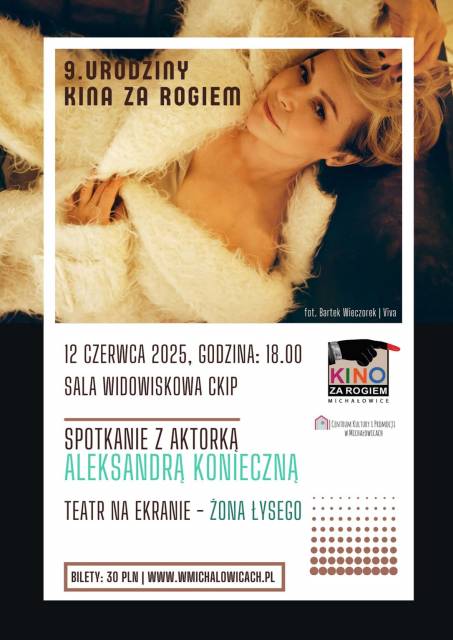 9.URODZINY
KINA ZA ROGIEM
fot. Bartek Wieczorek | Viva
12 CZERWCA 2025, GODZINA: 18.00
SALA WIDOWISKOWA CKIP
KINO
ZA ROGIEM
MICHAŁOWICE
CENTRUM KULTURY I PROMOCJI
W MICHAŁOWICACH
SPOTKANIE Z AKTORKĄ
ALEKSANDRĄ KONIECZNĄ
TEATR NA EKRANIE - ŻONA ŁYSEGO
BILETY: 30 PLN | WWW.WMICHALOWICACH.PL